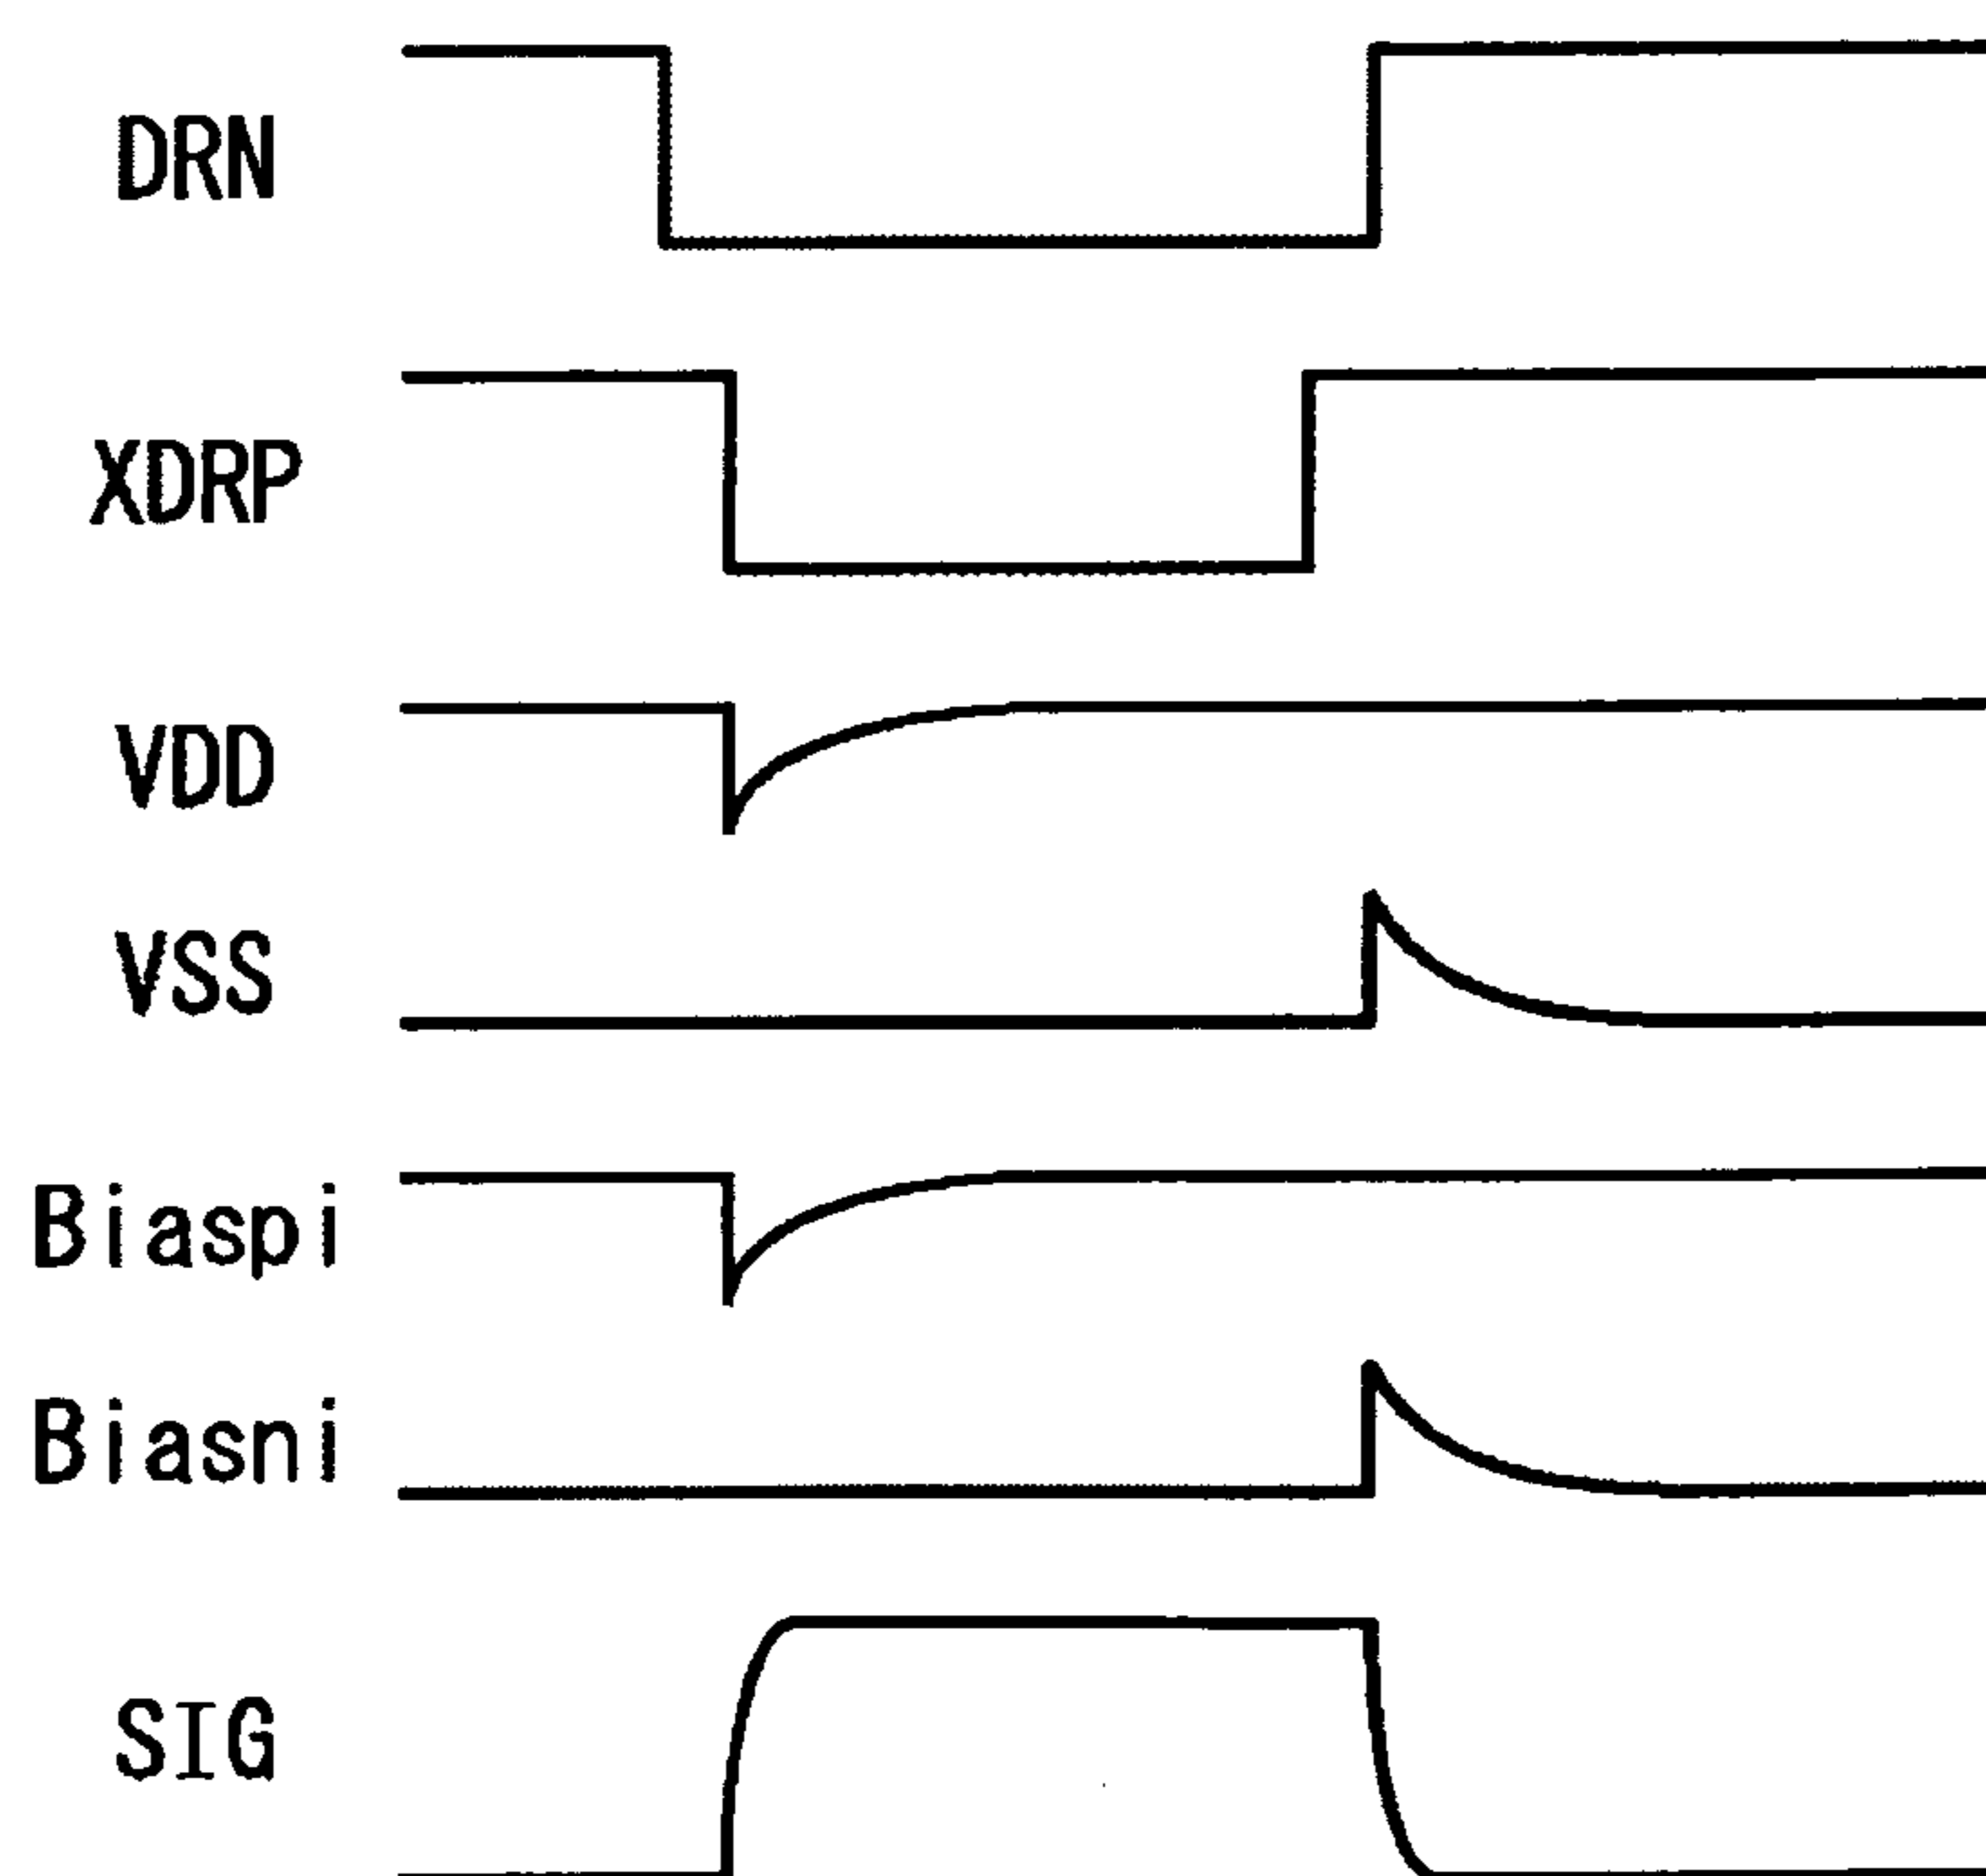 DRN
XDRP
VDD
VSS
Biaspi
Biasni
SIG